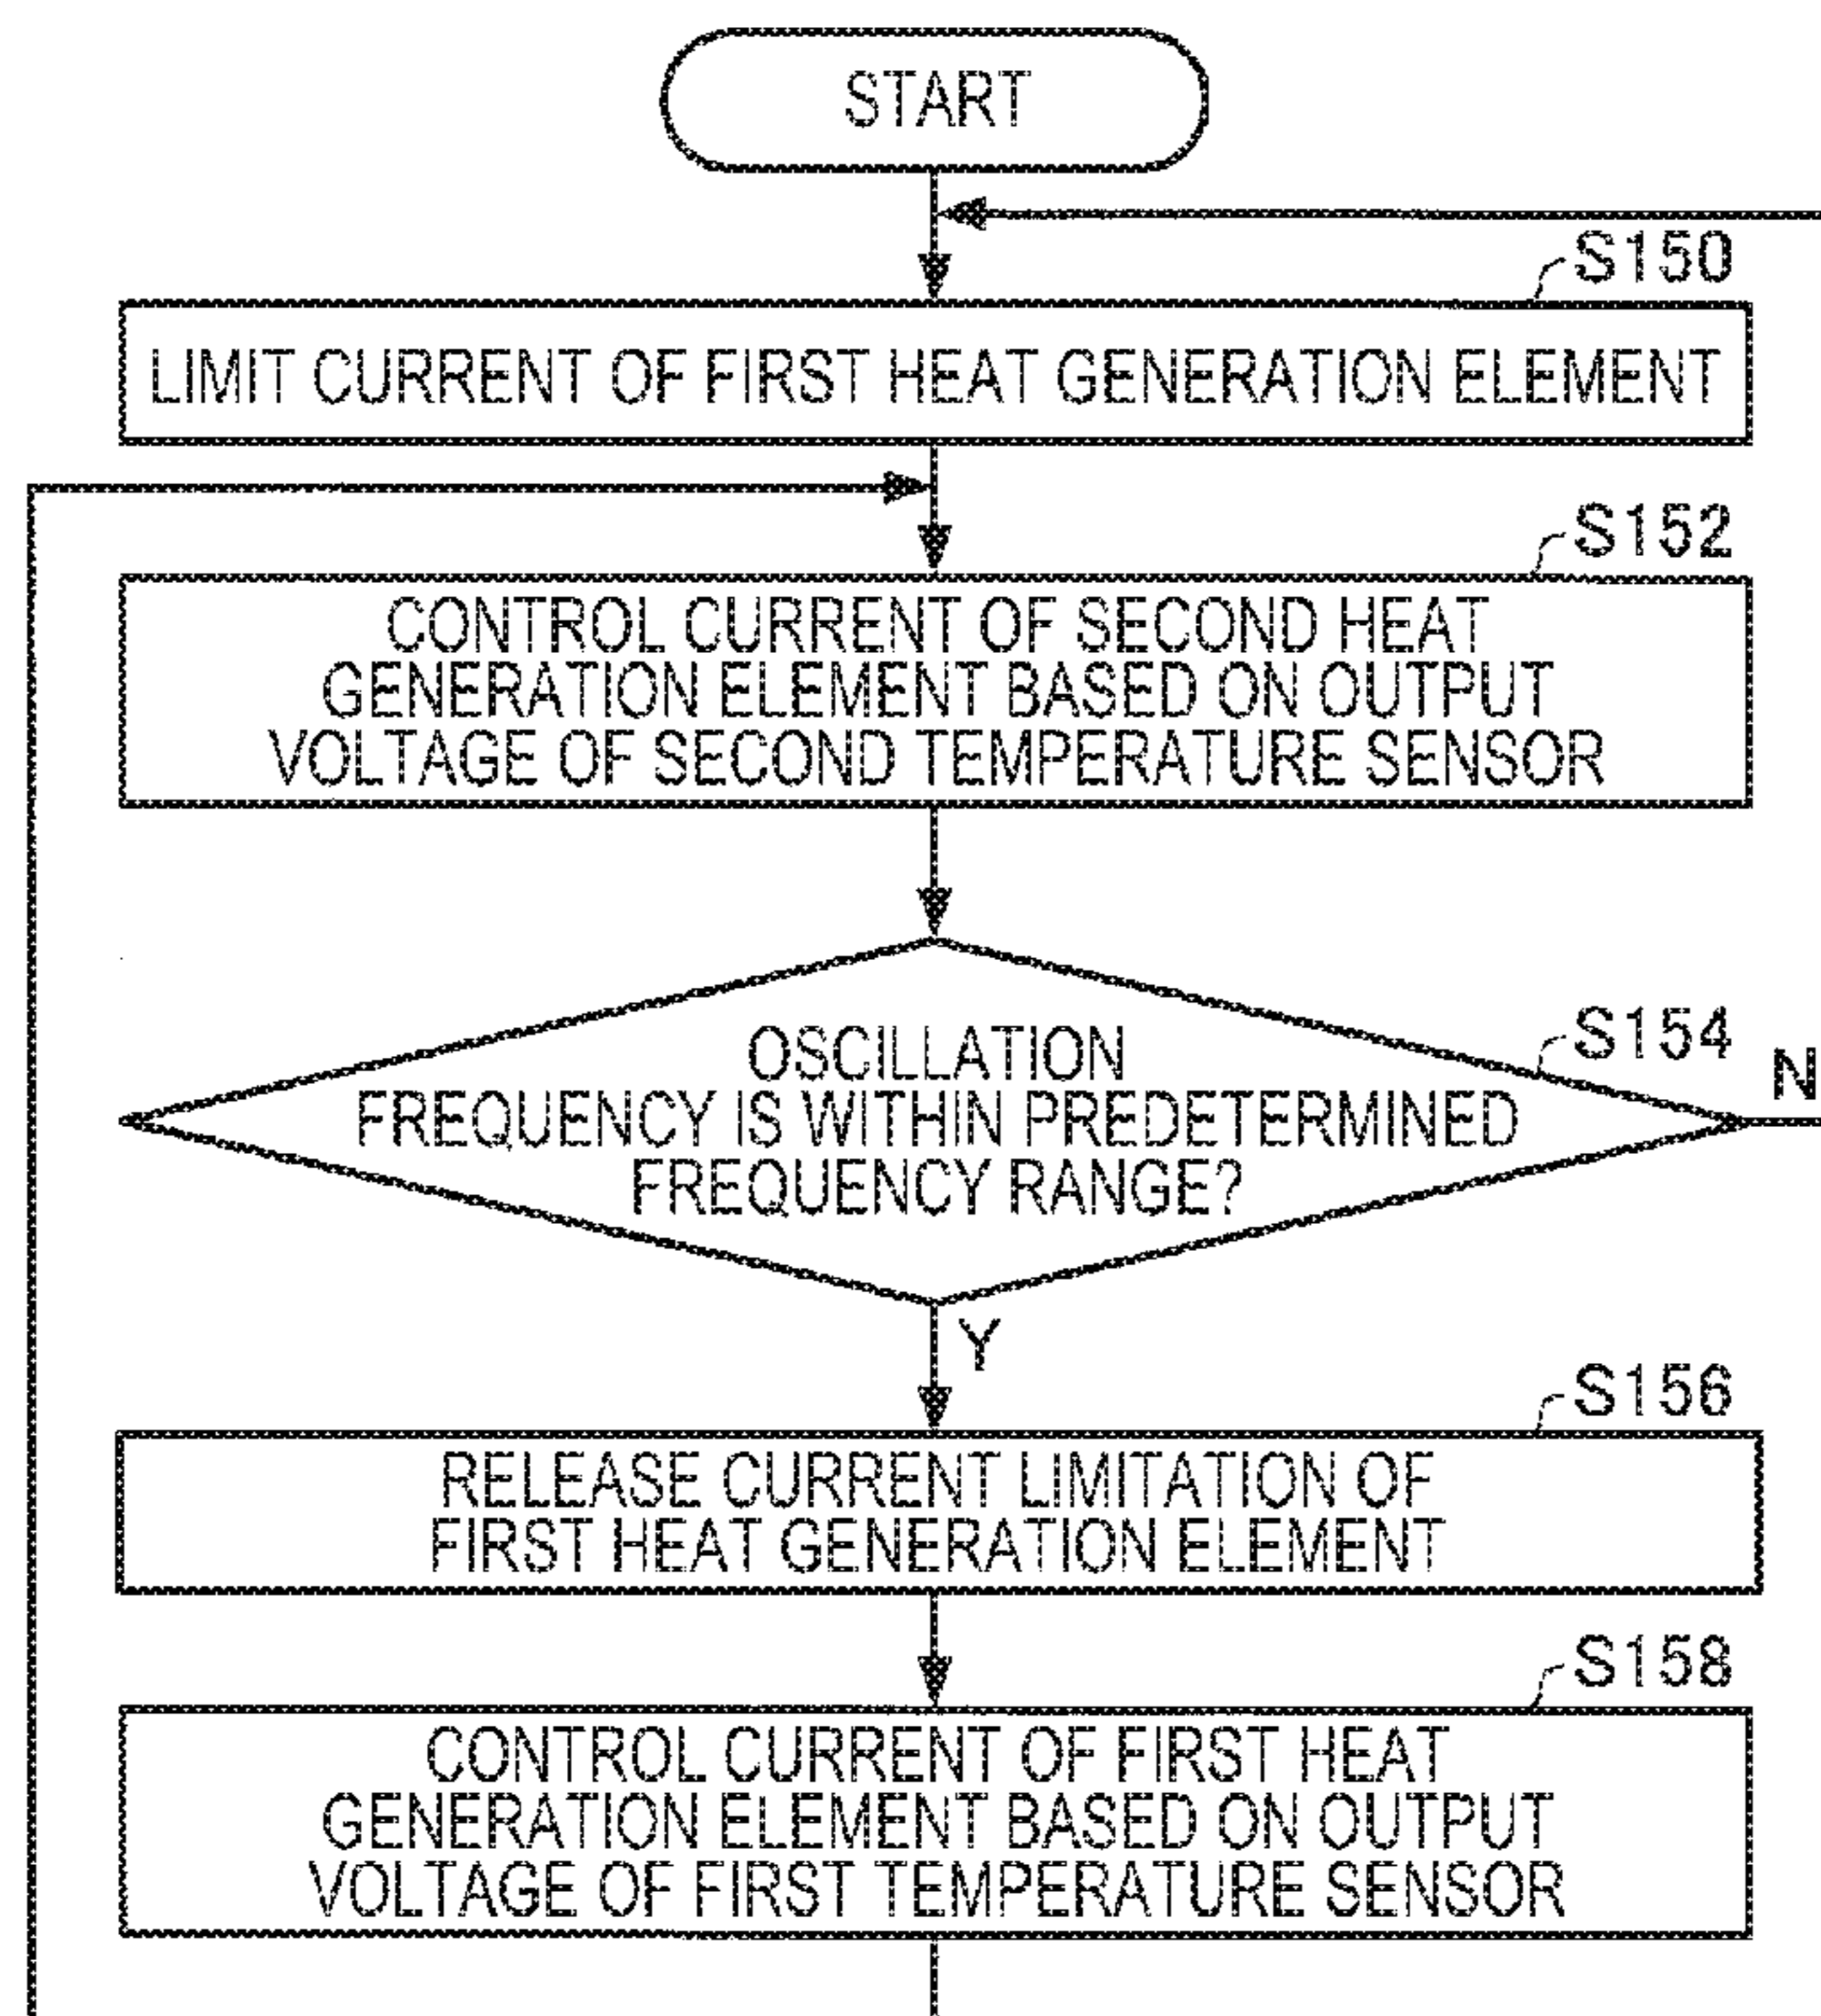 START
S150
LIMIT CURRENT OF FIRST HEAT GENERATION ELEMENT
S152
CONTROL CURRENT OF SECOND HEAT
GENERATION ELEMENT BASED ON OUTPUT
VOLTAGE OF SECOND TEMPERATURE SENSOR
S154
OSCILLATION
FREQUENCY IS WITHIN PREDETERMINED
FREQUENCY RANGE?
N
Y
S156
RELEASE CURRENT LIMITATION OF
FIRST HEAT GENERATION ELEMENT
S158
CONTROL CURRENT OF FIRST HEAT
GENERATION ELEMENT BASED ON OUTPUT
VOLTAGE OF FIRST TEMPERATURE SENSOR